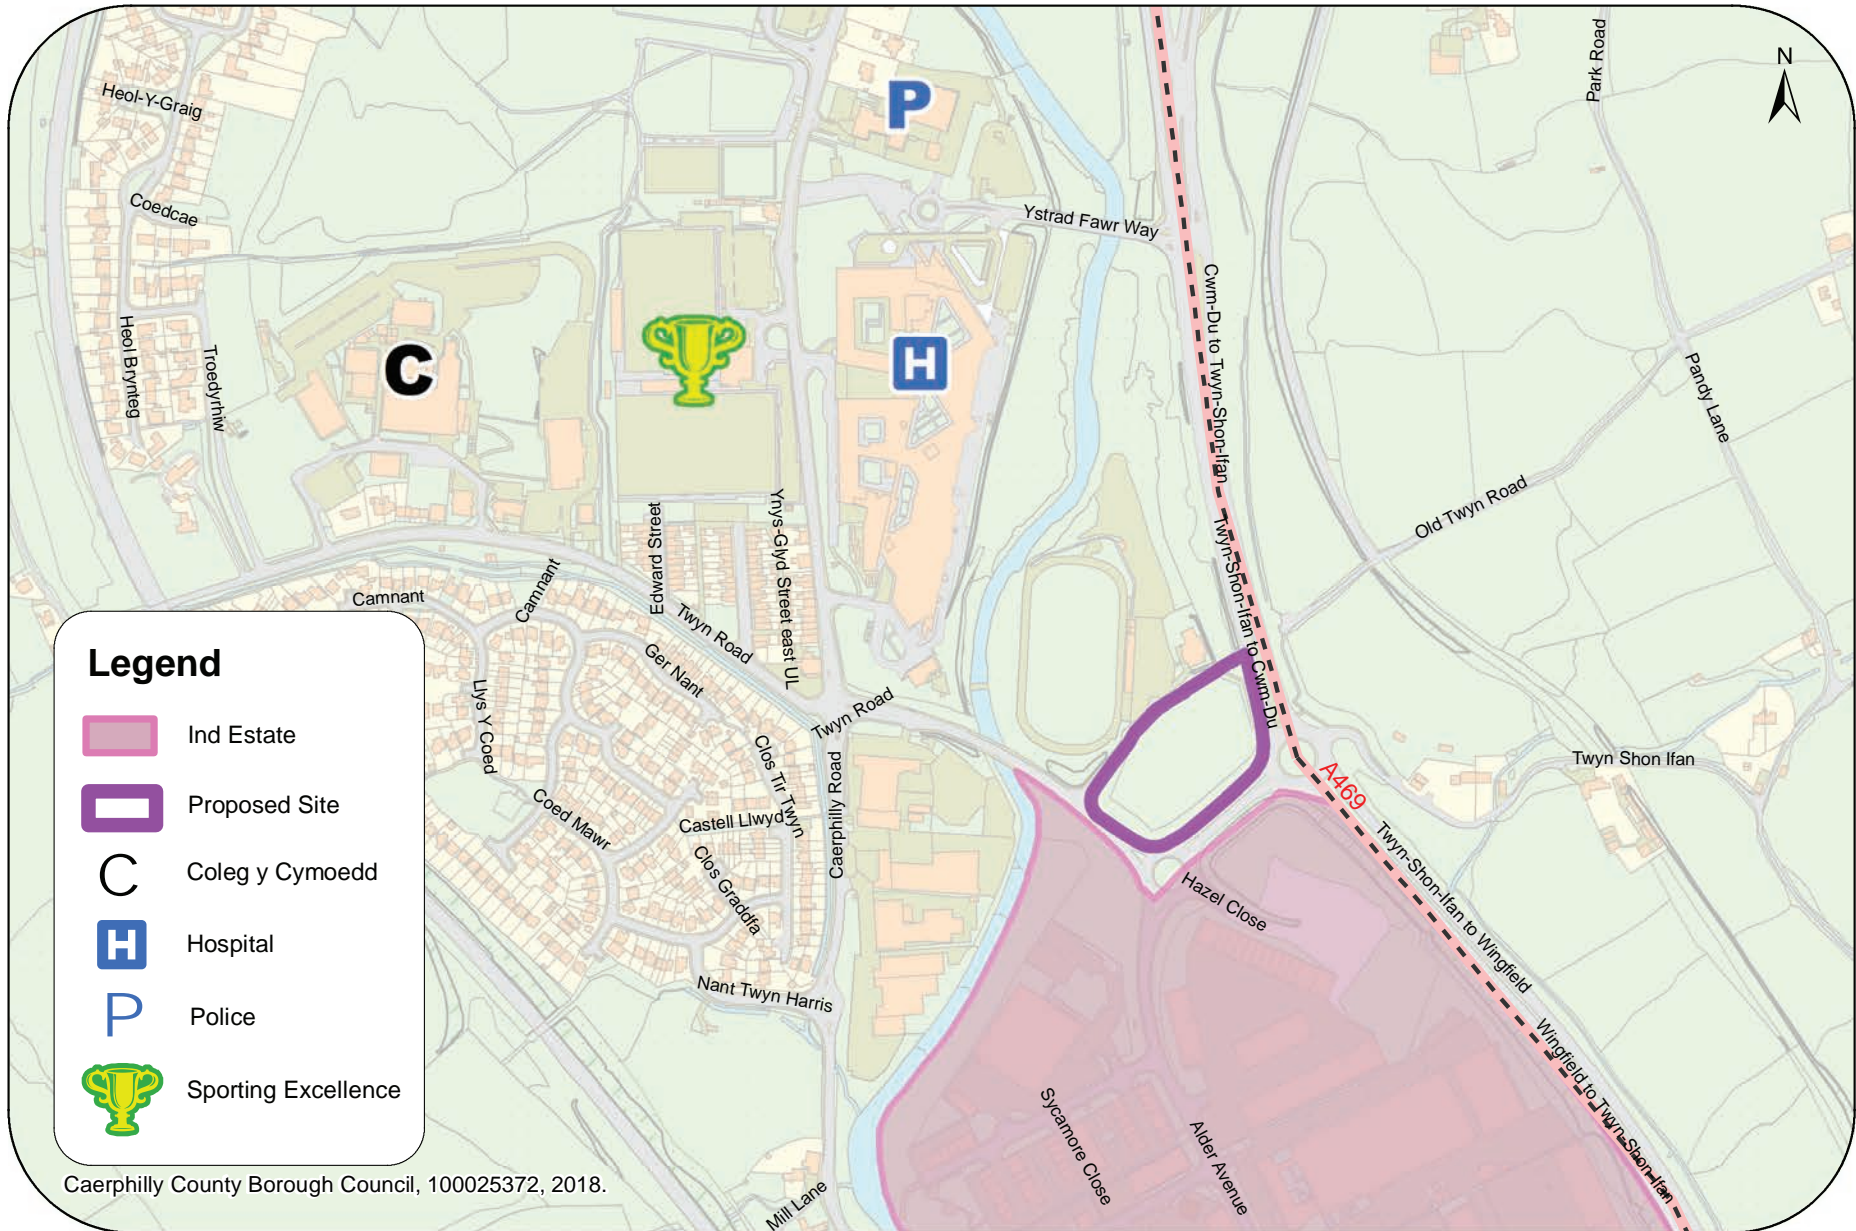 N
Park Road
Heol-Y-Graig
P
Coedcae
Ystrad Fawr Way
Cwm-Du to Twyn-Shon-Ifan
Heol Brynteg
Troedyrhiw
C
H
Pandy Lane
Old Twyn Road
Edward Street
Ynys-Glyd Street east UL
Twyn-Shon-Ifan to Cwm-Du
Camnant
Camnant
Twyn Road
Ger Nant
Llys Y Coed
Twyn Road
Clos Tir Twyn
Caerphilly Road
Twyn Shon Ifan
A469
Coed Mawr
Castell Llwyd
Clos Graddfa
Hazel Close
Twyn-Shon-Ifan to Wingfield
Nant Twyn Harris
Wingfield to Twyn-Shon-Ifan
Sycamore Close
Alder Avenue
Mill Lane
Legend
Ind Estate
Proposed Site
C Coleg y Cymoedd
H Hospital
P Police
Sporting Excellence
Caerphilly County Borough Council, 100025372, 2018.